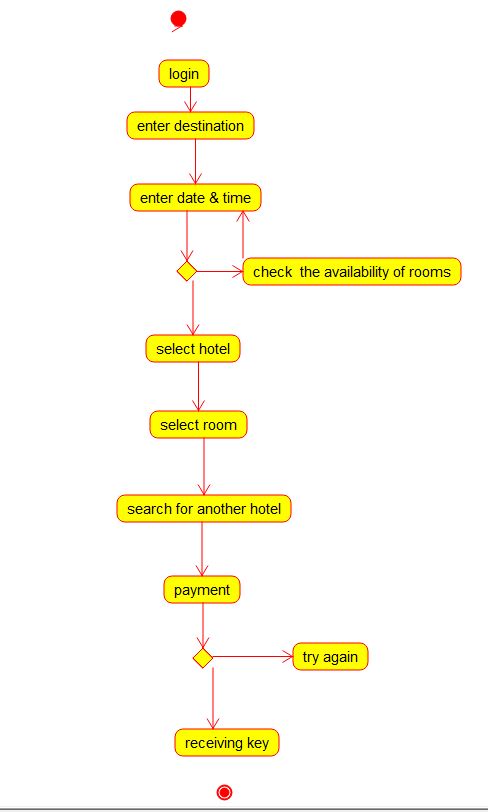 login
enter destination
enter date & time
check  the availability of rooms
select hotel
select room
search for another hotel
payment
try again
receiving key